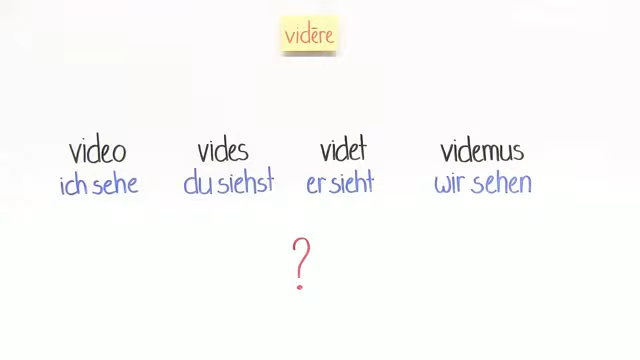 vidēre
video vides videt videmus
ich sehe du siehst er sieht wir sehen
?